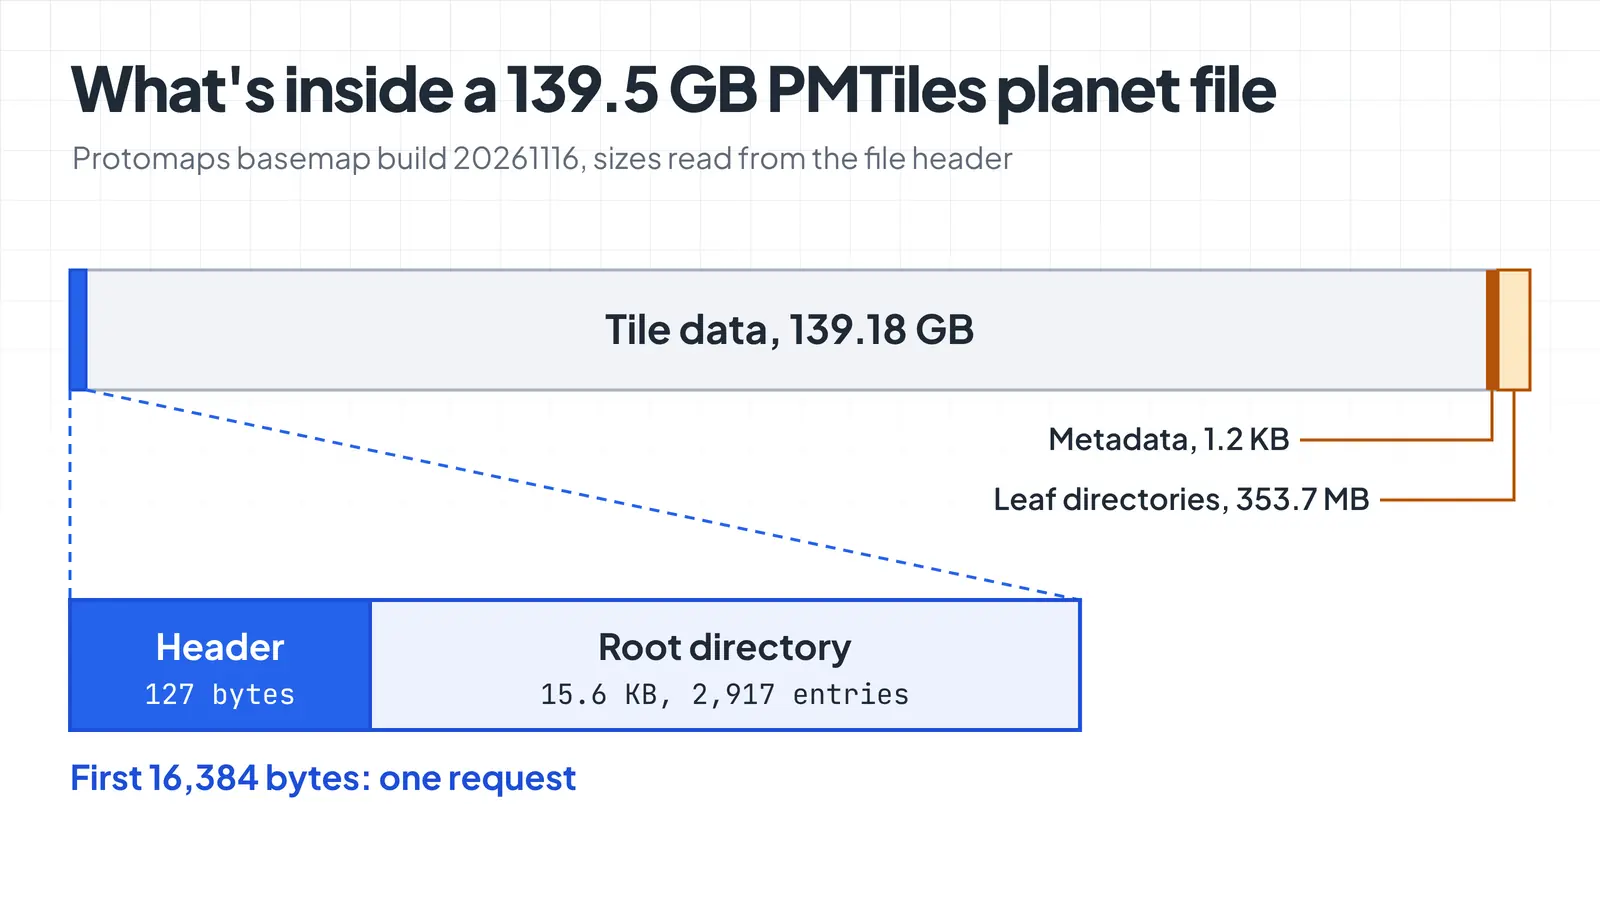 What's inside a 139.5 GB PMTiles planet file
Protomaps basemap build 20261116, sizes read from the file header
Tile data, 139.18 GB
Metadata, 1.2 KB
Leaf directories, 353.7 MB
Header
127 bytes
Root directory
15.6 KB, 2,917 entries
First 16,384 bytes: one request